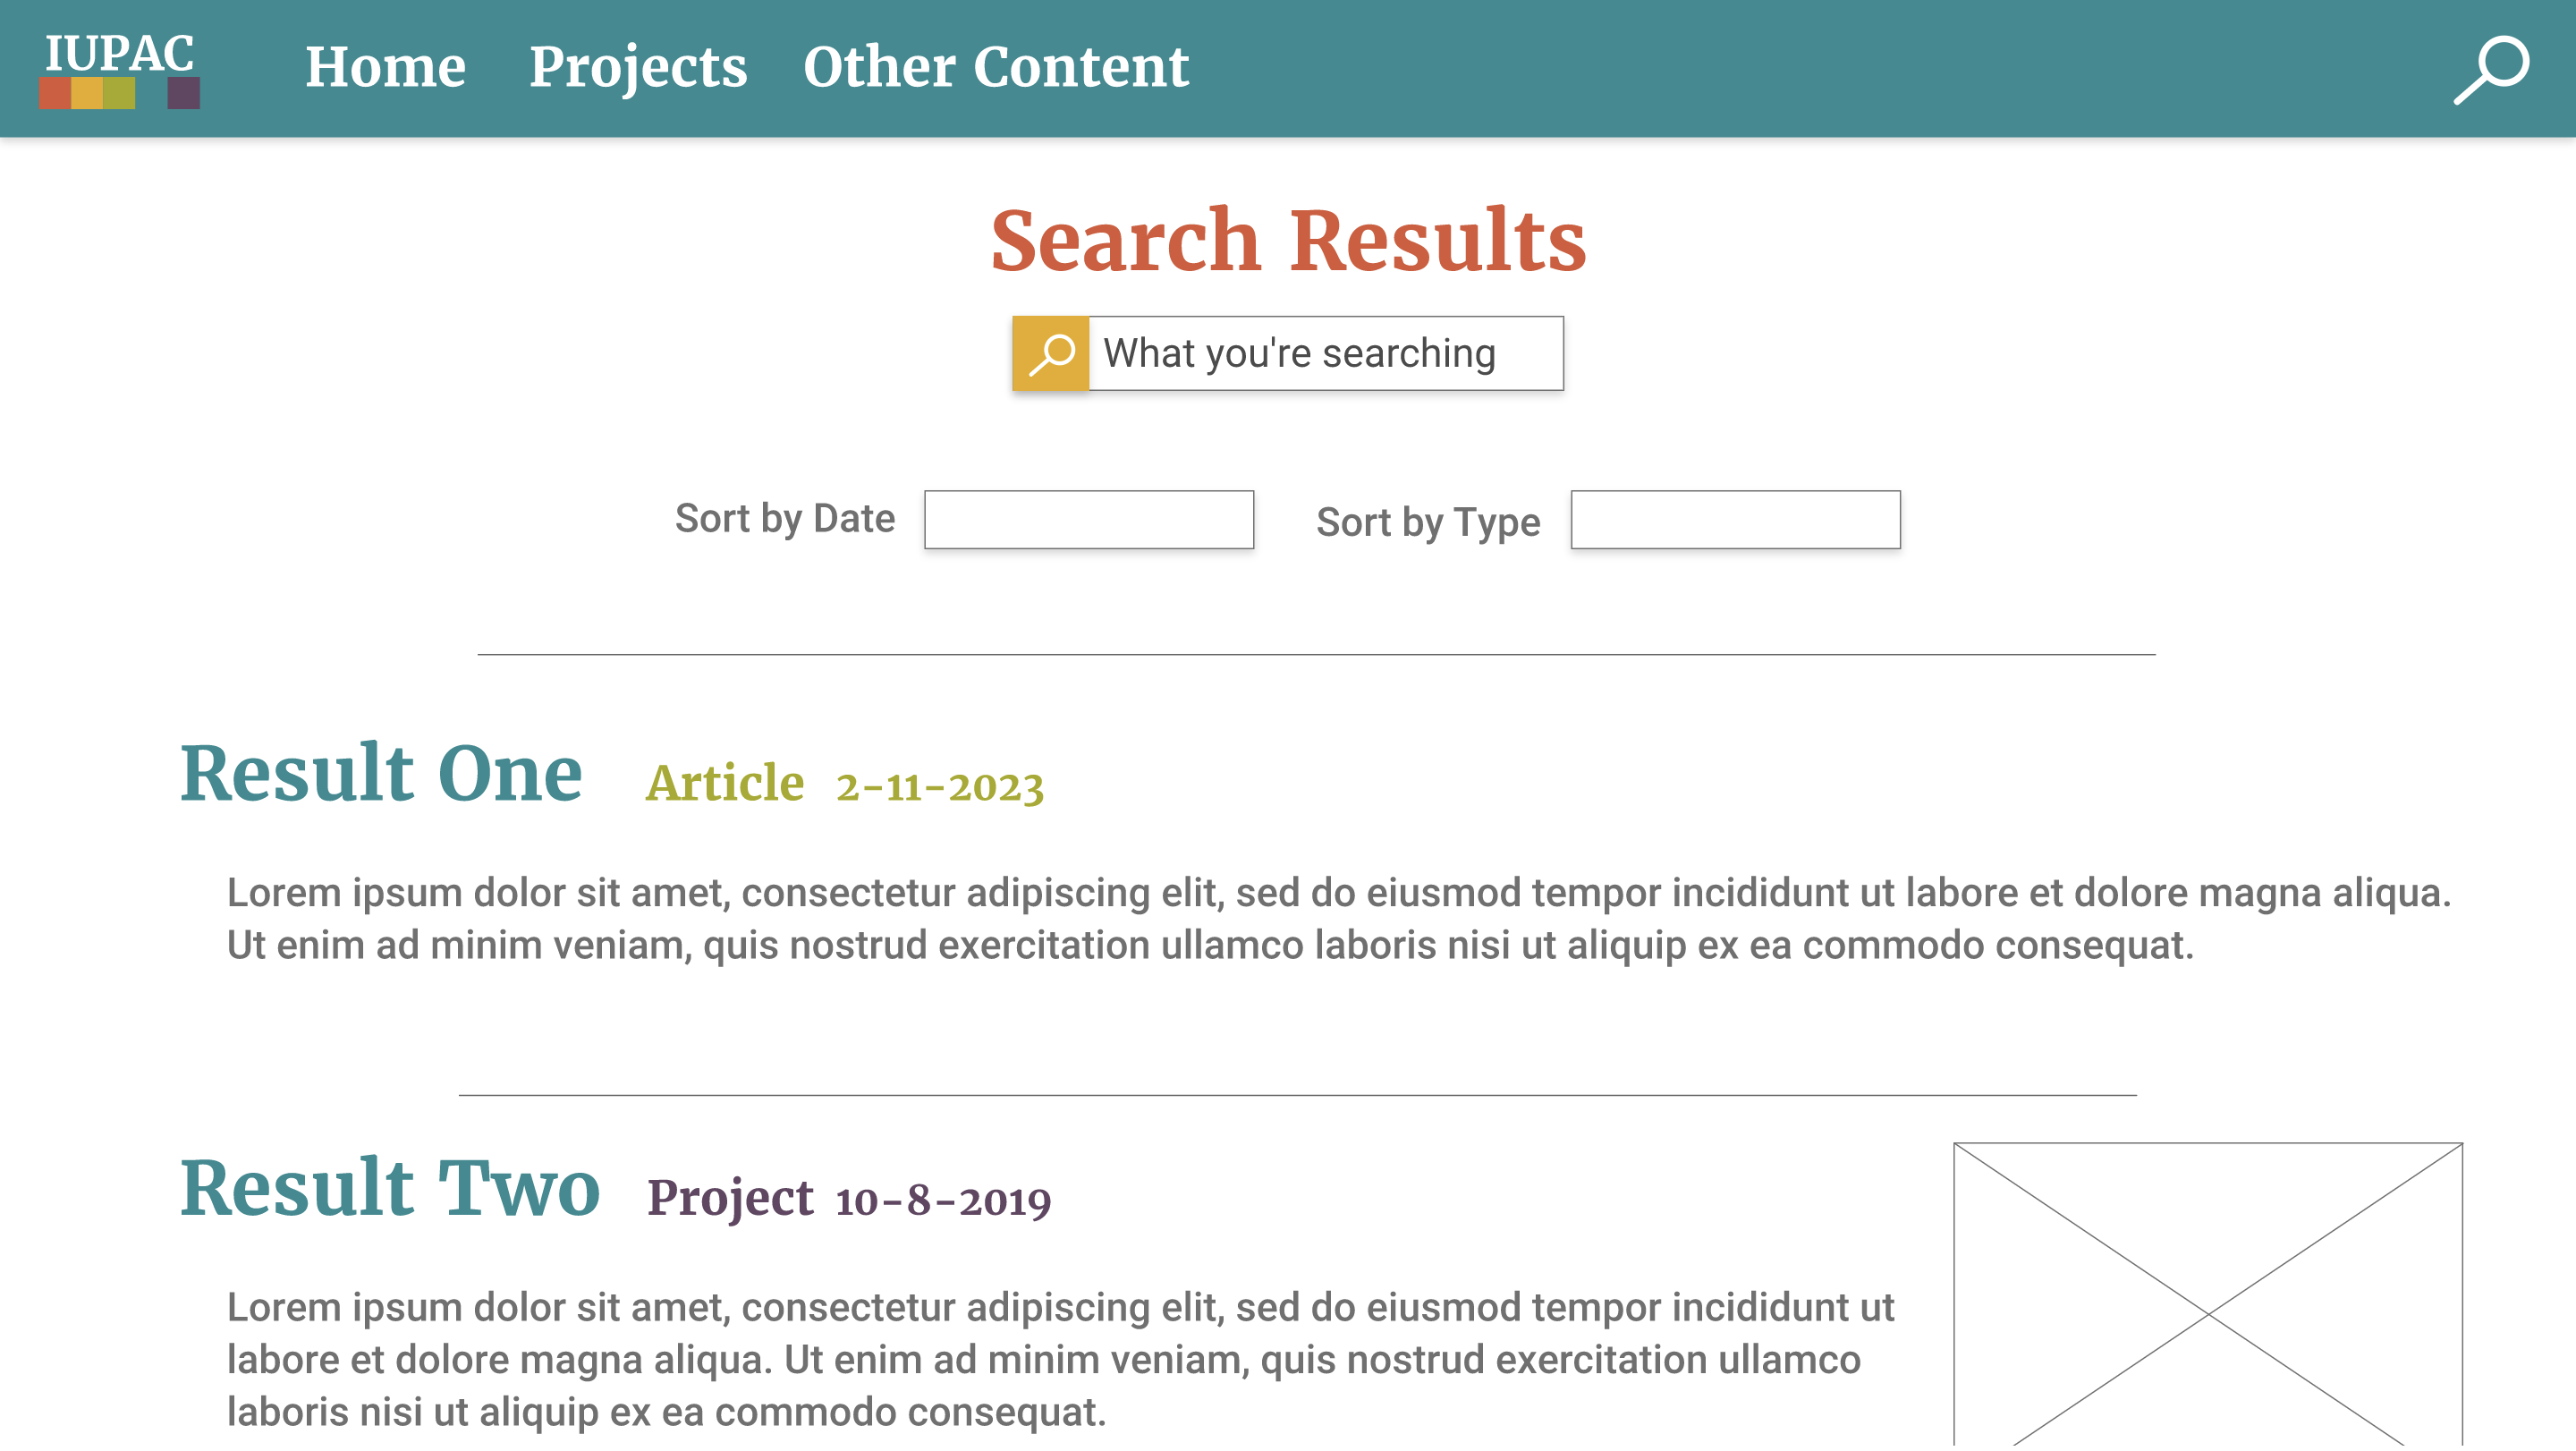 IUPAC
Home Projects Other Content
Search Results
What you're searching
Sort by Date Sort by Type
Result One Article 2-11-2023
Lorem ipsum dolor sit amet, consectetur adipiscing elit, sed do eiusmod tempor incididunt ut labore et dolore magna aliqua.
Ut enim ad minim veniam, quis nostrud exercitation ullamco laboris nisi ut aliquip ex ea commodo consequat.
Result Two Project 10-8-2019
Lorem ipsum dolor sit amet, consectetur adipiscing elit, sed do eiusmod tempor incididunt ut
labore et dolore magna aliqua. Ut enim ad minim veniam, quis nostrud exercitation ullamco
laboris nisi ut aliquip ex ea commodo consequat.